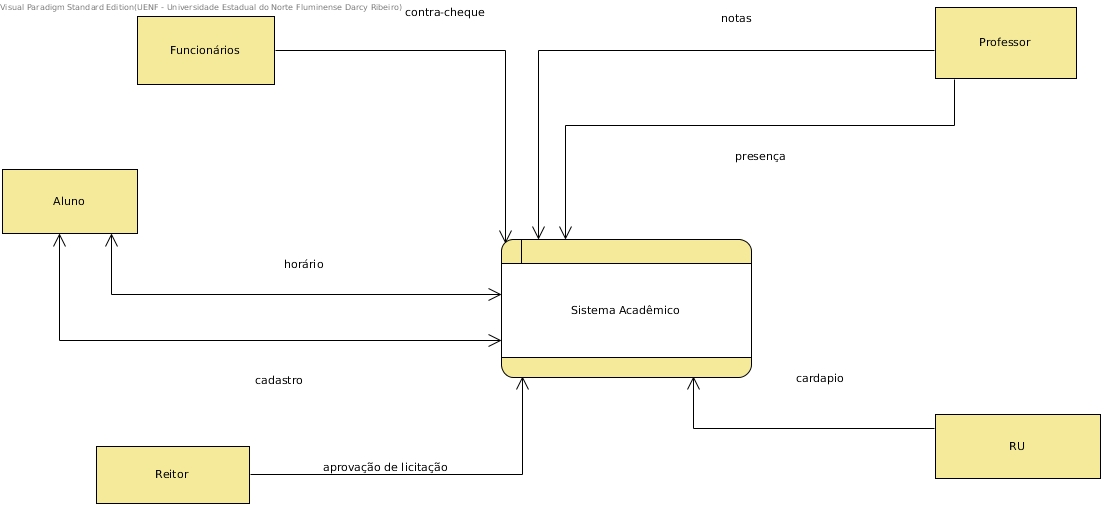 Visual Paradigm Standard Edition(UENF - Universidade Estadual do Norte Fluminense Darcy Ribeiro)
contra-cheque
notas
Funcionários
Professor
presença
Aluno
horário
Sistema Acadêmico
cadastro
cardapio
Reitor
aprovação de licitação
RU